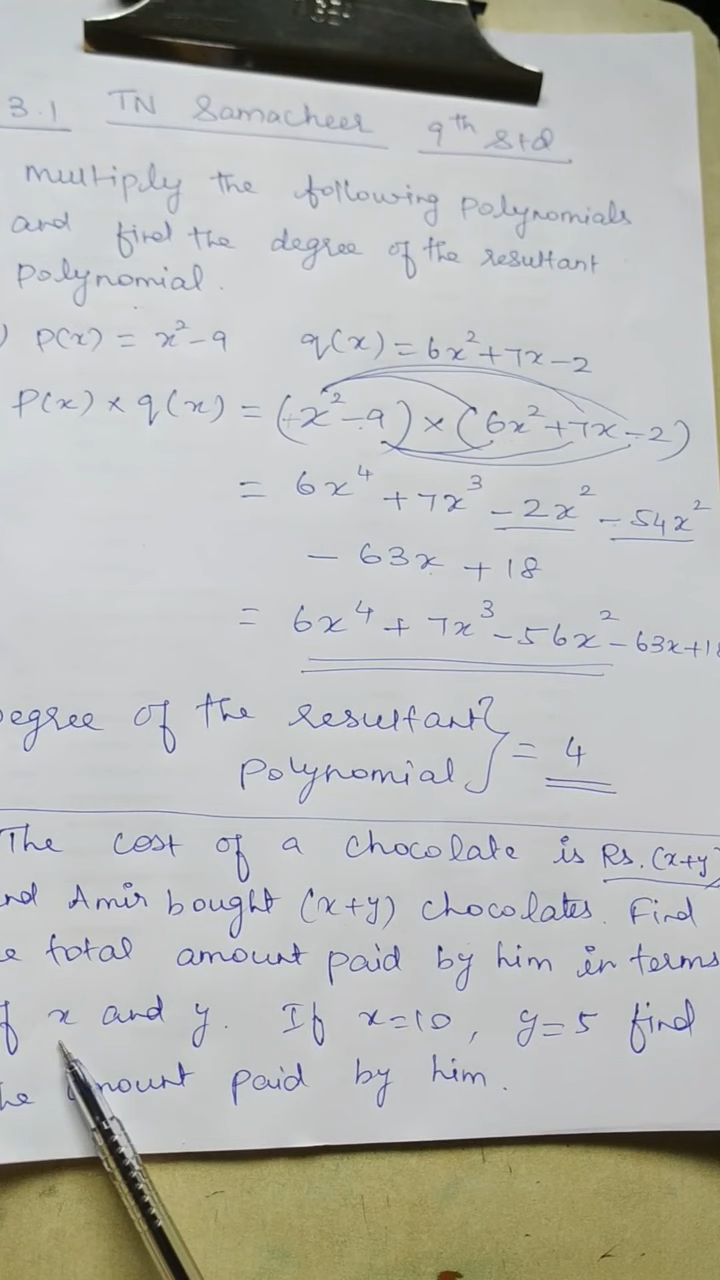 3.1 TN Samacheer 9th std
Multiply the following polynomials
and find the degree of the resultant
polynomial.
) p(x) = x² - 9 q(x) = 6x² + 7x - 2
p(x) × q(x) = (x² - 9) × (6x² + 7x - 2)
= 6x⁴ + 7x³ - 2x² - 54x²
- 63x + 18
= 6x⁴ + 7x³ - 56x² - 63x + 18
egree of the resultant
polynomial } = 4
The cost of a chocolate is Rs. (x+y)
nd Amir bought (x+y) chocolates. Find
e total amount paid by him in terms
f x and y. If x=10, y=5 find
he amount paid by him.